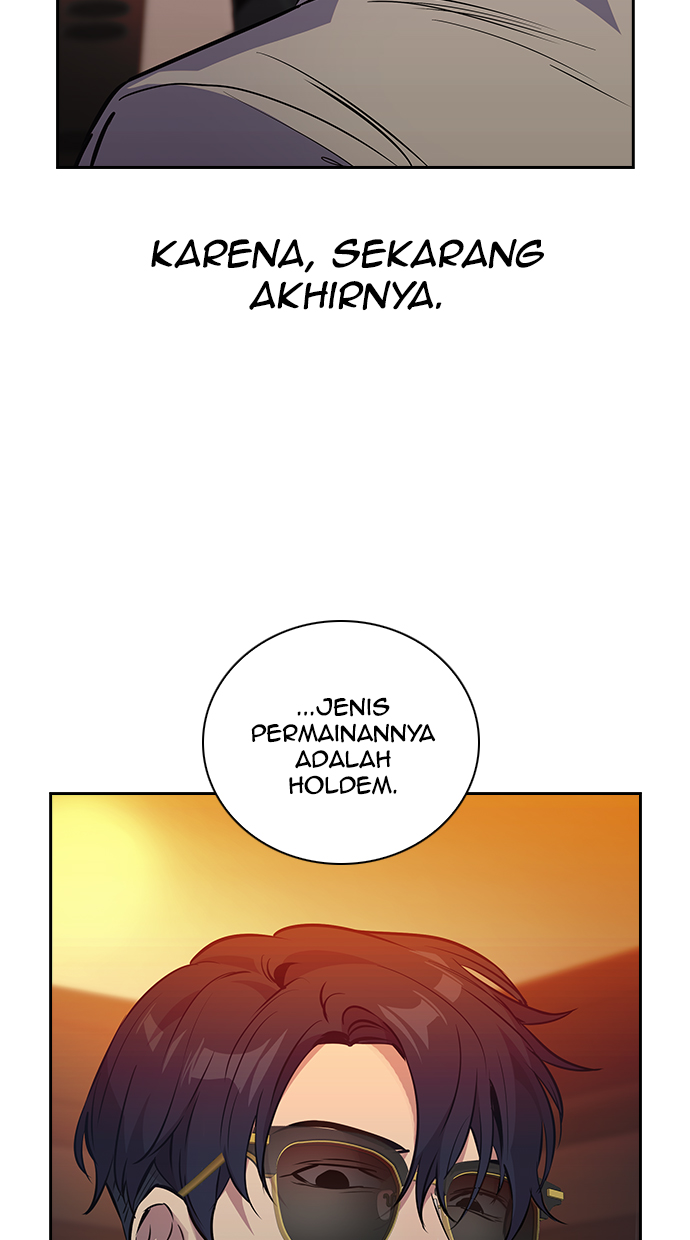 KARENA, SEKARANG
AKHIRNYA.
...JENIS
PERMAINANNYA
ADALAH
HOLDEM.